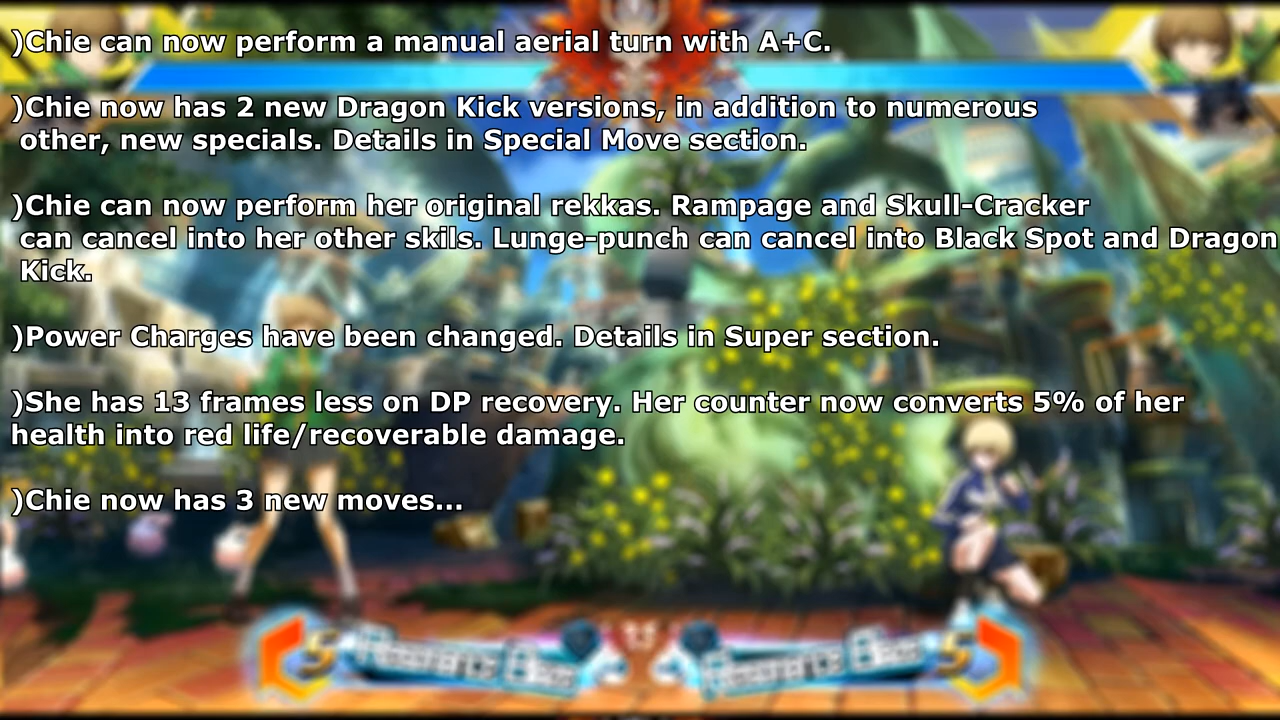 )Chie can now perform a manual aerial turn with A+C.
)Chie now has 2 new Dragon Kick versions, in addition to numerous
other, new specials. Details in Special Move section.
)Chie can now perform her original rekkas. Rampage and Skull-Cracker
can cancel into her other skils. Lunge-punch can cancel into Black Spot and Dragon
Kick.
)Power Charges have been changed. Details in Super section.
)She has 13 frames less on DP recovery. Her counter now converts 5% of her
health into red life/recoverable damage.
)Chie now has 3 new moves...
5
5